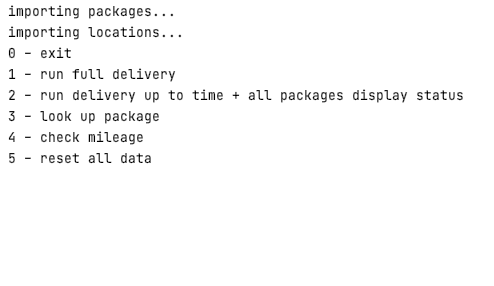 importing packages...
importing locations...
0 - exit
1 - run full delivery
2 - run delivery up to time + all packages display status
3 - look up package
4 - check mileage
5 - reset all data